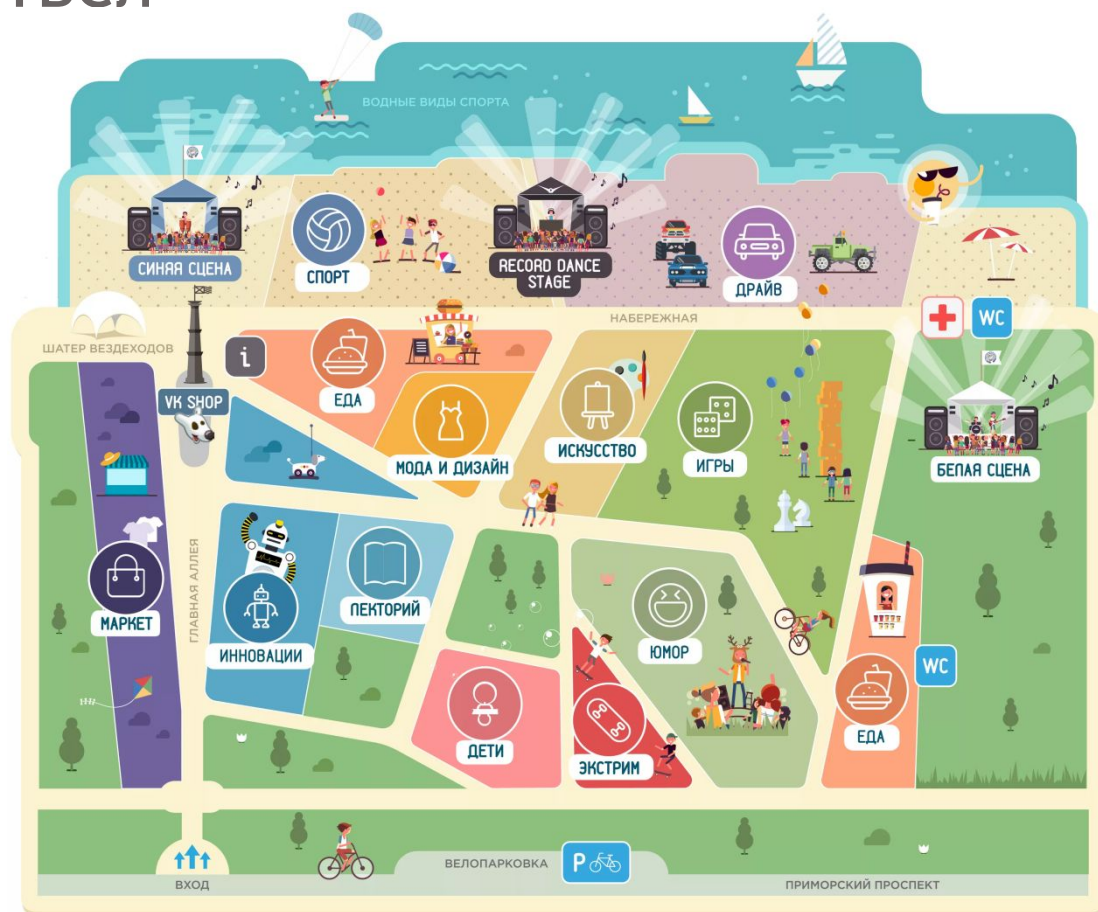 ТЬСЯ
ВОДНЫЕ ВИДЫ СПОРТА
СИНЯЯ СЦЕНА
СПОРТ
RECORD DANCE
STAGE
ДРАЙВ
НАБЕРЕЖНАЯ
WC
ШАТЕР ВЕЗДЕХОДОВ
i
VK SHOP
ЕДА
МОДА И ДИЗАЙН
ИСКУССТВО
ИГРЫ
БЕЛАЯ СЦЕНА
ГЛАВНАЯ АЛЛЕЯ
МАРКЕТ
ИННОВАЦИИ
ЛЕКТОРИЙ
ЮМОР
WC
ДЕТИ
ЭКСТРИМ
ЕДА
ВХОД
ВЕЛОПАРКОВКА
P
ПРИМОРСКИЙ ПРОСПЕКТ